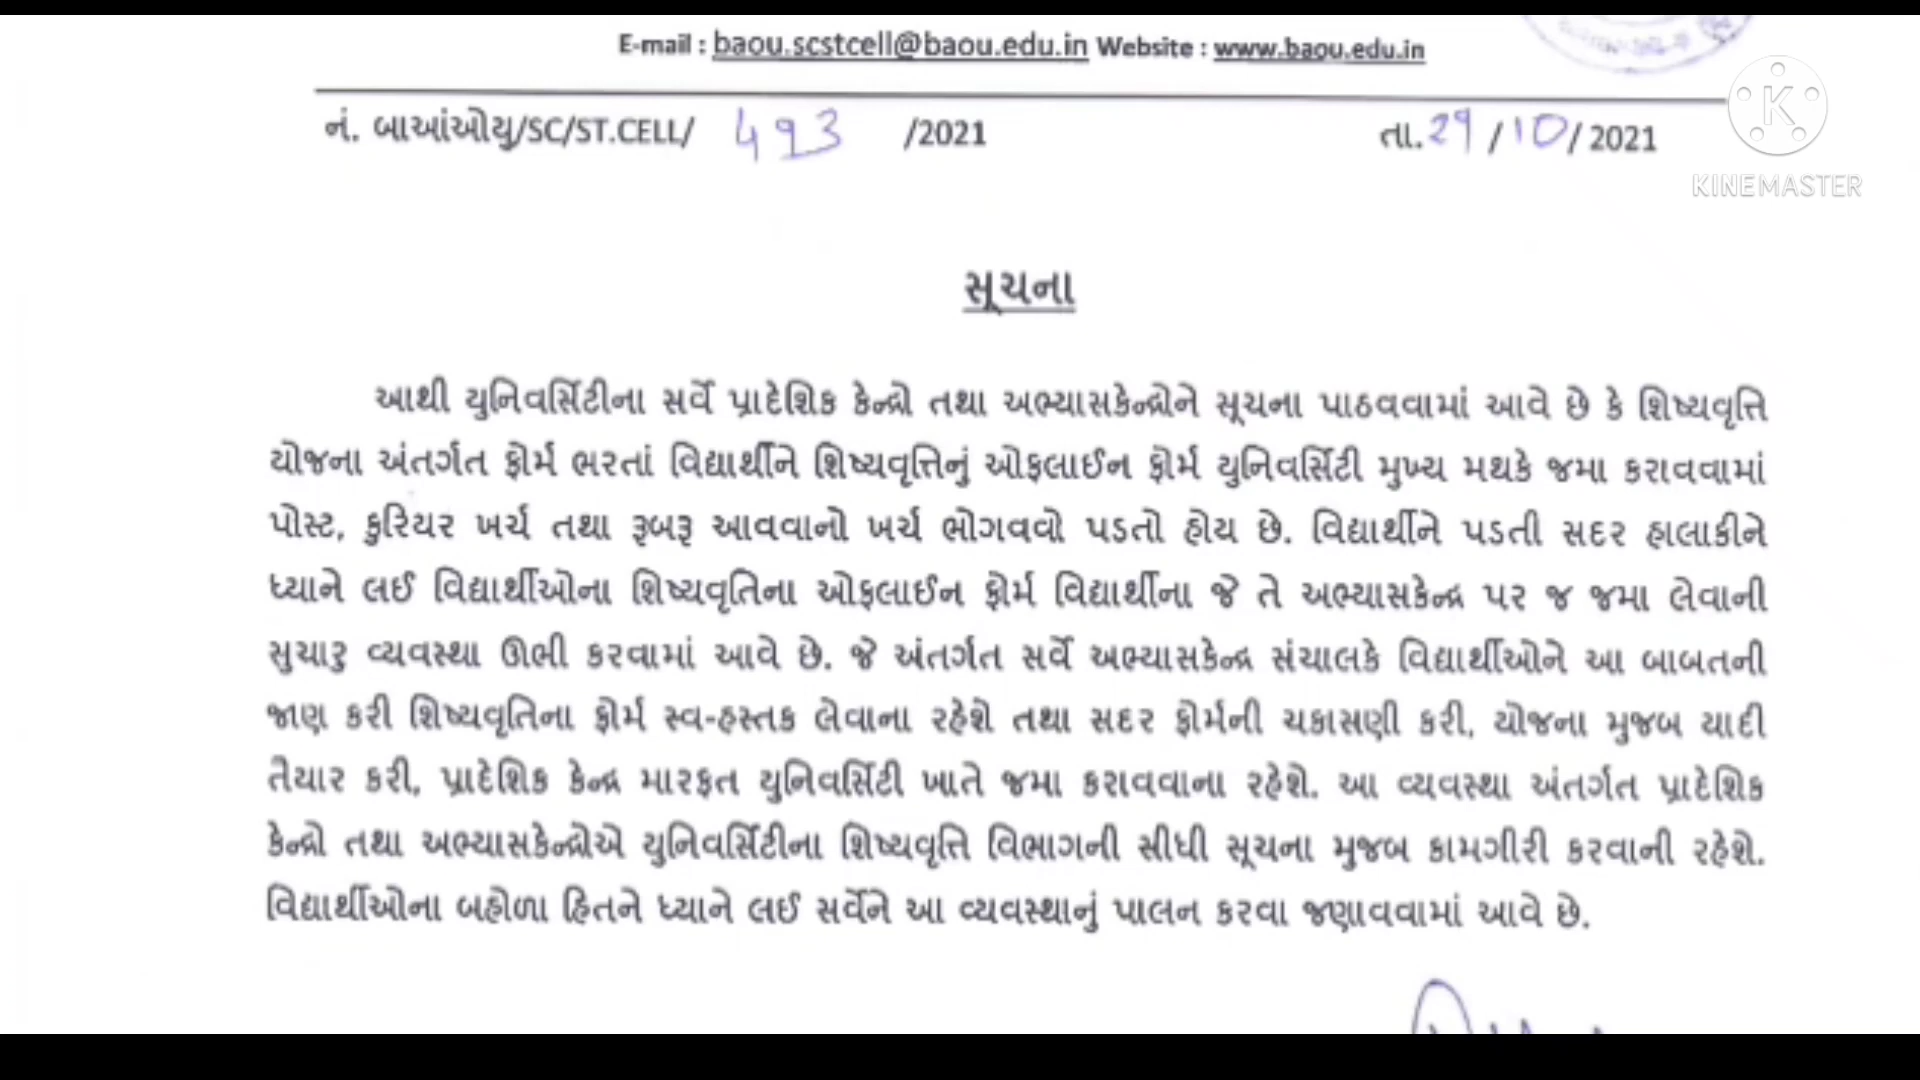 E-mail : baou.scstcell@baou.edu.in Website : www.baou.edu.in
નં. બાઆંઓયુ/SC/ST.CELL/ ૪૧૩ /2021 તા. ૨૧/10/2021
KINEMASTER
સૂચના
આથી યુનિવર્સિટીના સર્વે પ્રાદેશિક કેન્દ્રો તથા અભ્યાસકેન્દ્રોને સૂચના પાઠવવામાં આવે છે કે શિષ્યવૃત્તિ
યોજના અંતર્ગત ફોર્મ ભરતાં વિદ્યાર્થીને શિષ્યવૃત્તિનું ઓફલાઈન ફોર્મ યુનિવર્સિટી મુખ્ય મથકે જમા કરાવવામાં
પોસ્ટ, કુરિયર ખર્ચ તથા રૂબરૂ આવવાનો ખર્ચ ભોગવવો પડતો હોય છે. વિદ્યાર્થીને પડતી સદર હાલાકીને
ધ્યાને લઈ વિદ્યાર્થીઓના શિષ્યવૃતિના ઓફલાઈન ફોર્મ વિદ્યાર્થીના જે તે અભ્યાસકેન્દ્ર પર જ જમા લેવાની
સુચારુ વ્યવસ્થા ઊભી કરવામાં આવે છે. જે અંતર્ગત સર્વે અભ્યાસકેન્દ્ર સંચાલકે વિદ્યાર્થીઓને આ બાબતની
જાણ કરી શિષ્યવૃતિના ફોર્મ સ્વ-હસ્તક લેવાના રહેશે તથા સદર ફોર્મની ચકાસણી કરી, યોજના મુજબ યાદી
તૈયાર કરી, પ્રાદેશિક કેન્દ્ર મારફત યુનિવર્સિટી ખાતે જમા કરાવવાના રહેશે. આ વ્યવસ્થા અંતર્ગત પ્રાદેશિક
કેન્દ્રો તથા અભ્યાસકેન્દ્રોએ યુનિવર્સિટીના શિષ્યવૃત્તિ વિભાગની સીધી સૂચના મુજબ કામગીરી કરવાની રહેશે.
વિદ્યાર્થીઓના બહોળા હિતને ધ્યાને લઈ સર્વેને આ વ્યવસ્થાનું પાલન કરવા જણાવવામાં આવે છે.